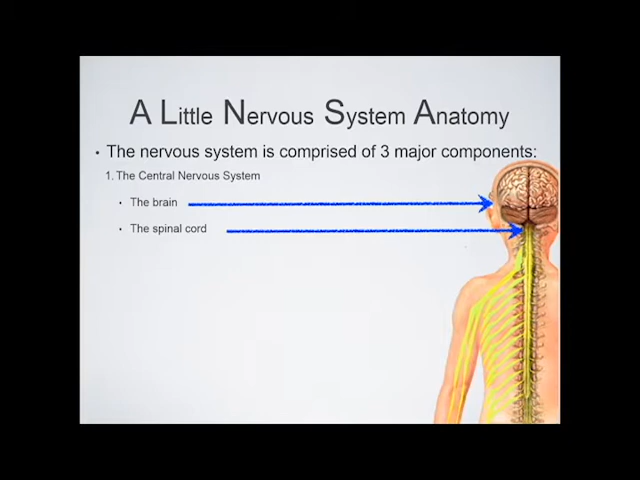 A Little Nervous System Anatomy
• The nervous system is comprised of 3 major components:
1. The Central Nervous System
• The brain
• The spinal cord